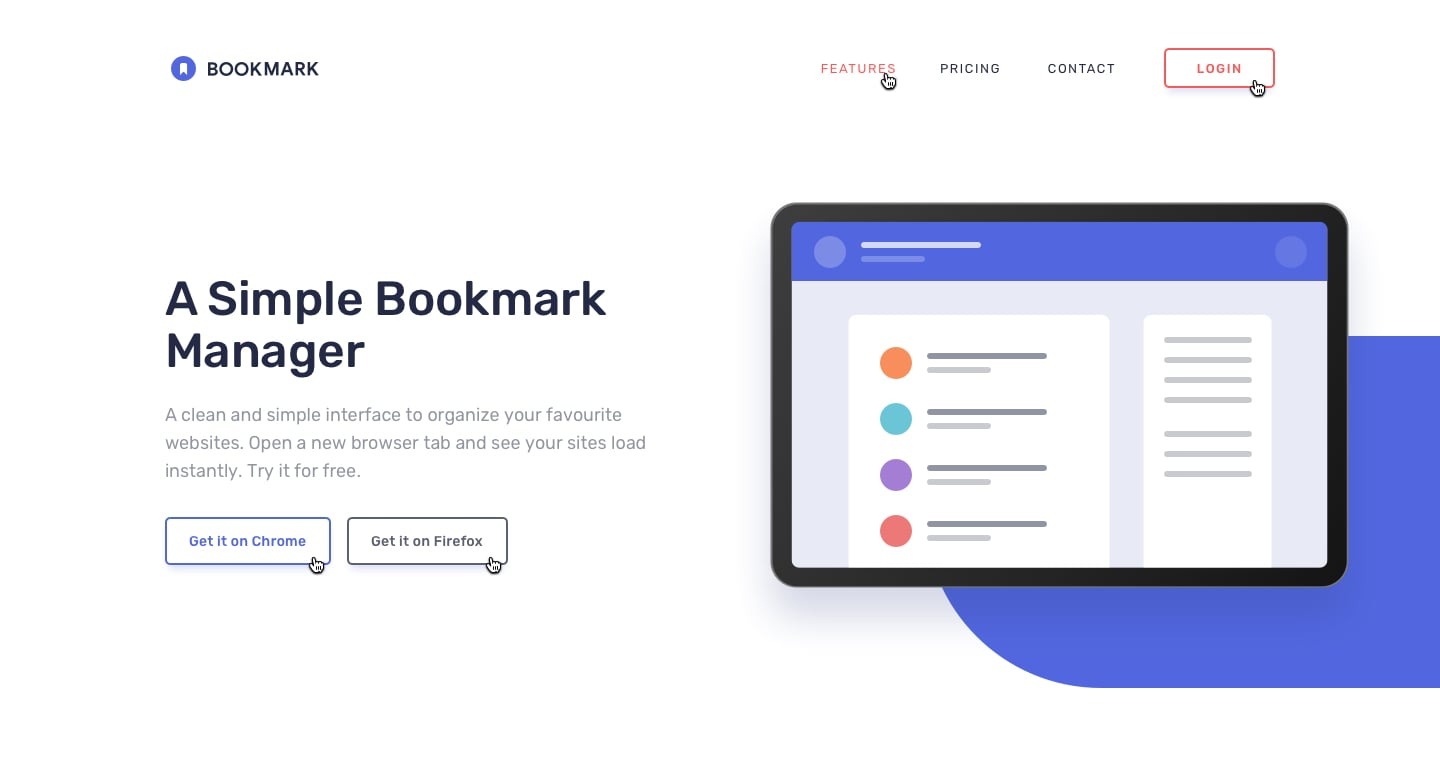 BOOKMARK
FEATURES
PRICING
CONTACT
LOGIN
A Simple Bookmark
Manager
A clean and simple interface to organize your favourite
websites. Open a new browser tab and see your sites load
instantly. Try it for free.
Get it on Chrome
Get it on Firefox